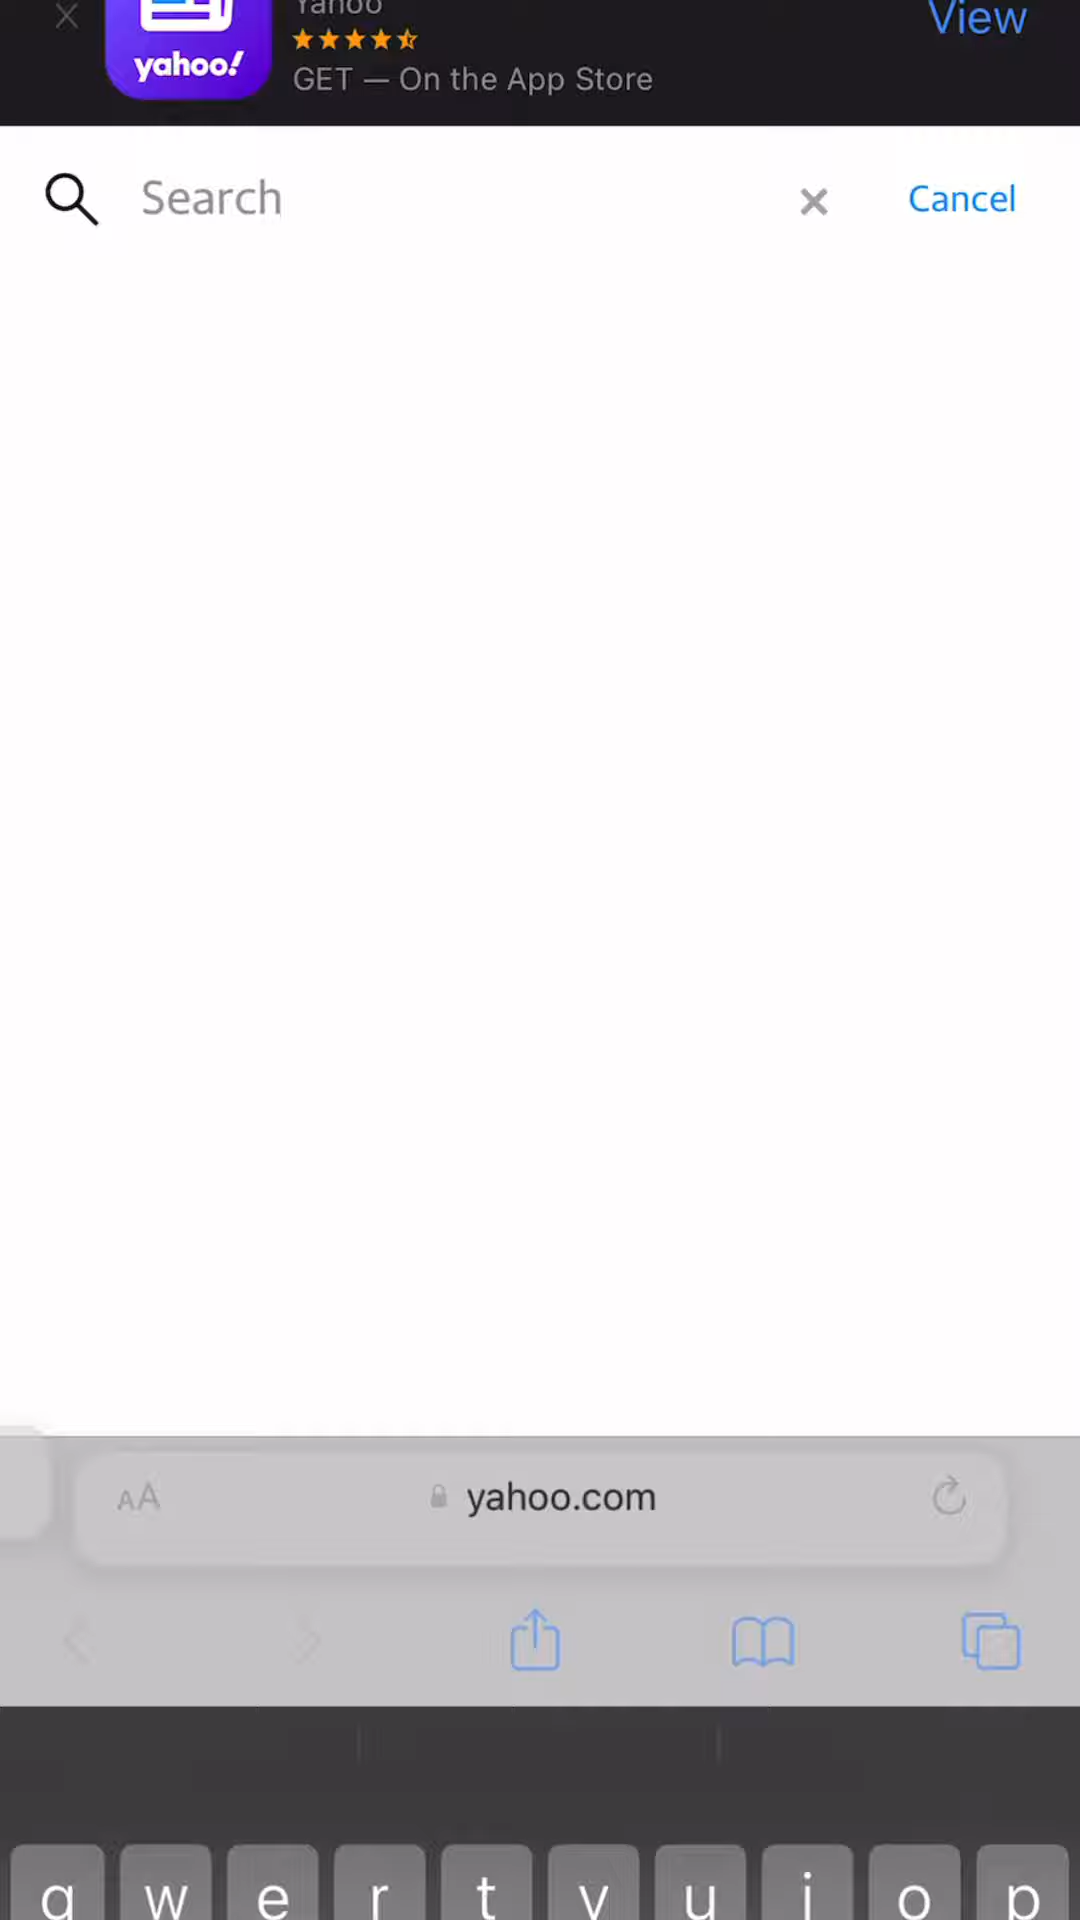 Yahoo
yahoo!
GET — On the App Store
View
Search
Cancel
AA
yahoo.com
q w e r t y u i o p